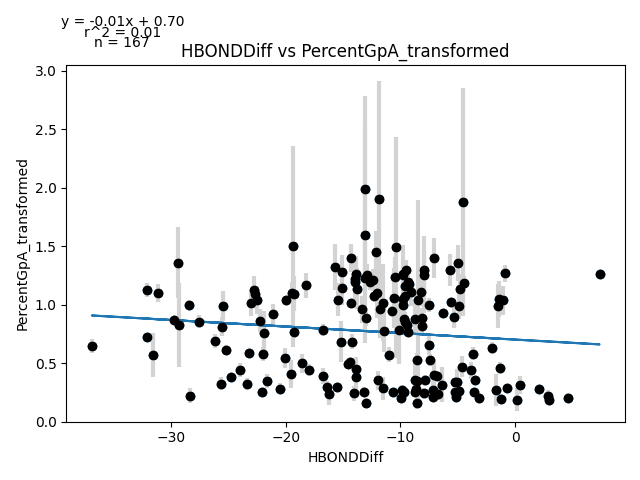 y = -0.01x + 0.70
r^2 = 0.01
n = 167
HBONDDiff vs PercentGpA_transformed
3.0
2.5
2.0
1.5
1.0
0.5
0.0
PercentGpA_transformed
−30
−20
−10
0
HBONDDiff